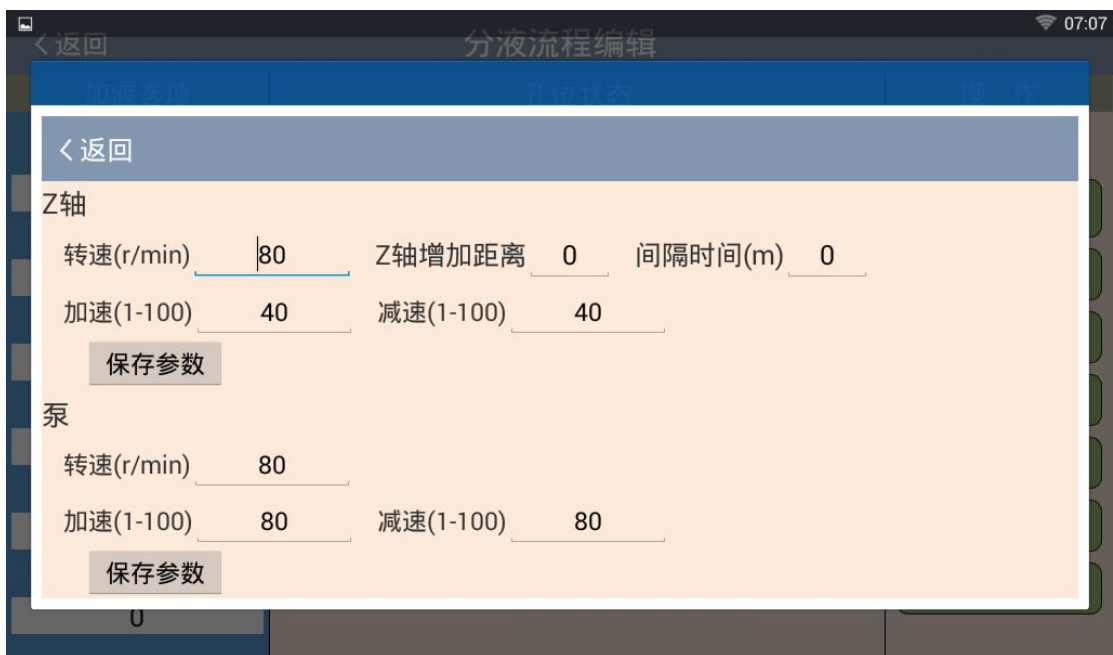 07:07
く返回
分液流程编辑
加液选项
孔位状态
操 作
く返回
Z轴
转速(r/min) 80 Z轴增加距离 0 间隔时间(m) 0
加速(1-100) 40 减速(1-100) 40
保存参数
泵
转速(r/min) 80
加速(1-100) 80 减速(1-100) 80
保存参数
0